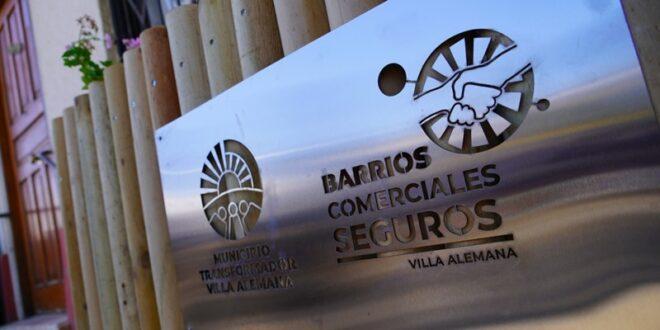 MUNICIPIO
TRANSFORMADOR
VILLA ALEMANA
BARRIOS
COMERCIALES
SEGUROS
VILLA ALEMANA